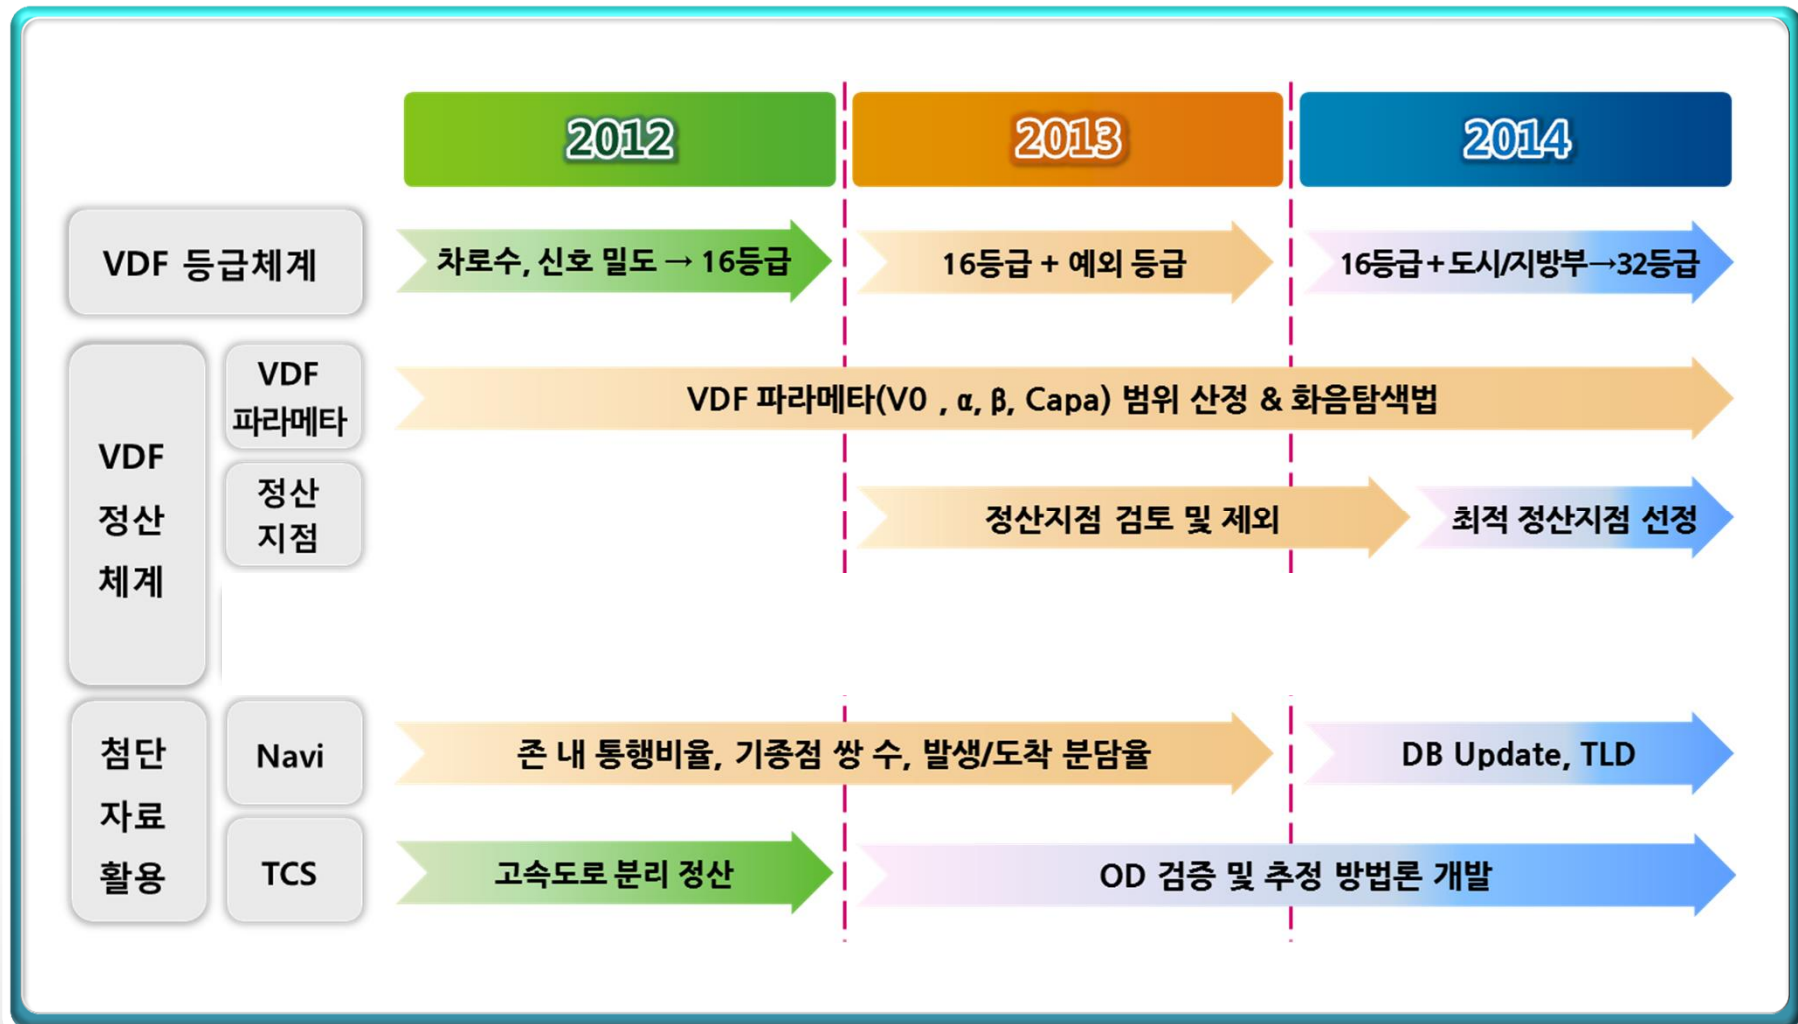 2012
2013
2014
VDF 등급체계
차로수, 신호 밀도 → 16등급
16등급 + 예외 등급
16등급 + 도시/지방부→32등급
VDF
정산
체계
VDF
파라메타
VDF 파라메타(V0 , α, β, Capa) 범위 산정 & 화음탐색법
정산
지점
정산지점 검토 및 제외
최적 정산지점 선정
첨단
자료
활용
Navi
존 내 통행비율, 기종점 쌍 수, 발생/도착 분담율
DB Update, TLD
TCS
고속도로 분리 정산
OD 검증 및 추정 방법론 개발